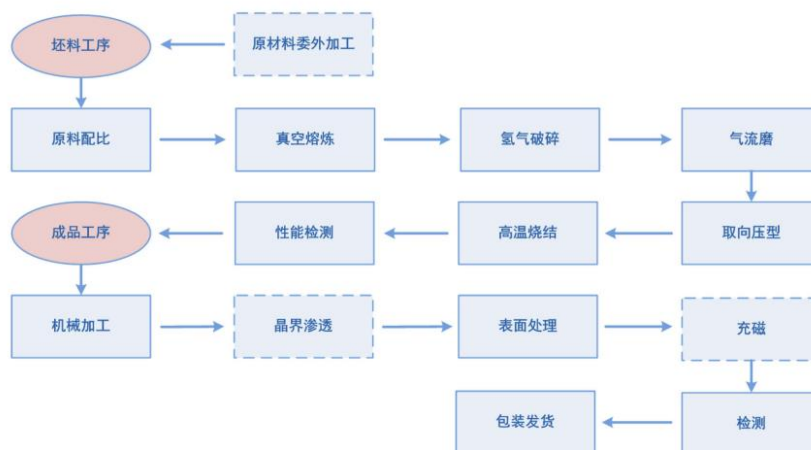 坯料工序
原材料委外加工
原料配比
真空熔炼
氢气破碎
气流磨
取向压型
高温烧结
性能检测
成品工序
机械加工
晶界渗透
表面处理
充磁
检测
包装发货